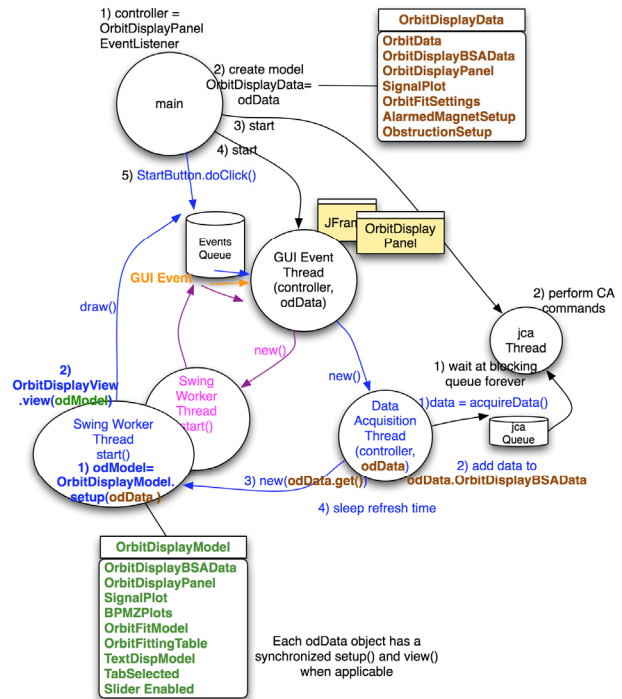 1) controller =
OrbitDisplayPanel
EventListener
main
2) create model
OrbitDisplayData=
odData
OrbitDisplayData
OrbitData
OrbitDisplayBSAData
OrbitDisplayPanel
SignalPlot
OrbitFitSettings
AlarmedMagnetSetup
ObstructionSetup
3) start
4) start
5) StartButton.doClick()
Events
Queue
GUI Event
JFram
OrbitDisplay
Panel
GUI Event
Thread
(controller,
odData)
2) perform CA
commands
jca
Thread
1) wait at blocking
queue forever
draw()
new()
new()
2)
OrbitDisplayView
.view(odModel)
Swing
Worker
Thread
start()
Swing Worker
Thread
start()
1) odModel=
OrbitDisplayModel.
setup(odData )
Data
Acquisition
Thread
(controller,
odData)
1)data = acquireData()
jca
Queue
2) add data to
odData.OrbitDisplayBSAData
3) new(odData.get())
4) sleep refresh time
OrbitDisplayModel
OrbitDisplayBSAData
OrbitDisplayPanel
SignalPlot
BPMZPlots
OrbitFitModel
OrbitFittingTable
TextDispModel
TabSelected
Slider Enabled
Each odData object has a
synchronized setup() and view()
when applicable